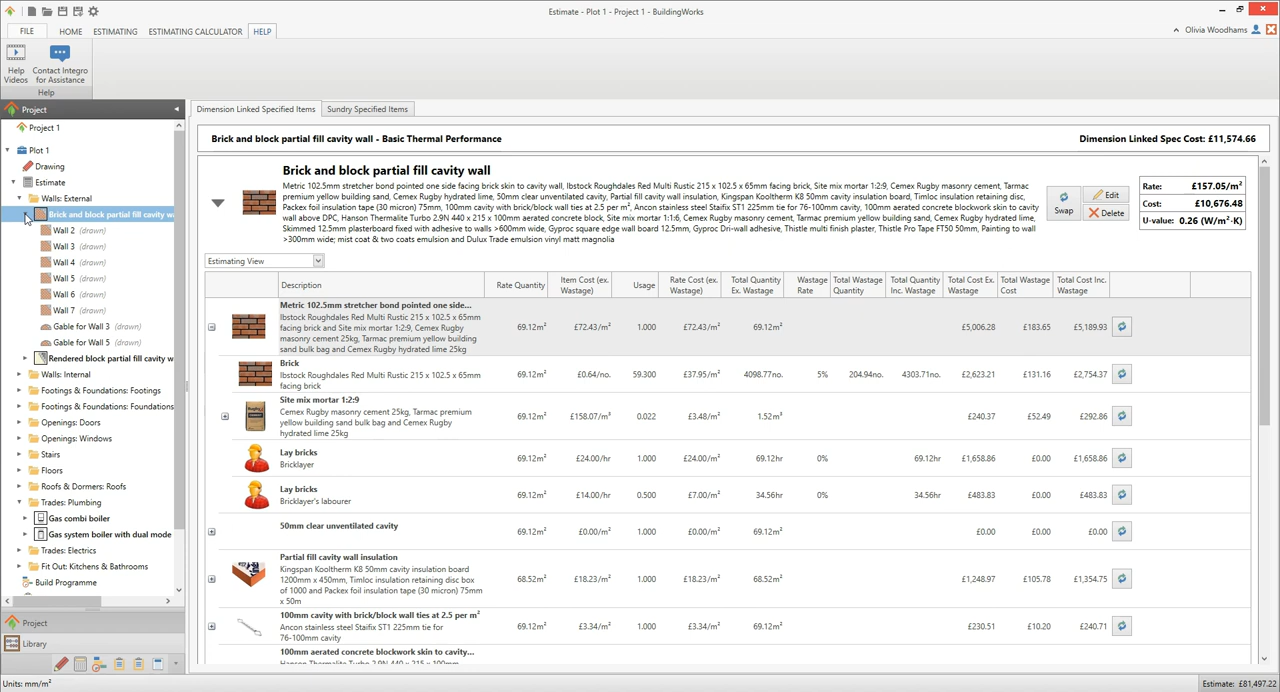 Estimate - Plot 1 - Project 1 - BuildingWorks
FILE
HOME
ESTIMATING
ESTIMATING CALCULATOR
HELP
Olivia Woodhams
Help
Videos
Contact Integro
for Assistance
Help
Project
Project 1
Plot 1
Drawing
Estimate
Walls: External
Brick and block partial fill cavity w
Wall 2 (drawn)
Wall 3 (drawn)
Wall 4 (drawn)
Wall 5 (drawn)
Wall 6 (drawn)
Wall 7 (drawn)
Gable for Wall 3 (drawn)
Gable for Wall 5 (drawn)
Rendered block partial fill cavity w
Walls: Internal
Footings & Foundations: Footings
Footings & Foundations: Foundations
Openings: Doors
Openings: Windows
Stairs
Floors
Roofs & Dormers: Roofs
Trades: Plumbing
Gas combi boiler
Gas system boiler with dual mode
Trades: Electrics
Fit Out: Kitchens & Bathrooms
Build Programme
Project
Library
Units: mm/m²
Dimension Linked Specified Items
Sundry Specified Items
Brick and block partial fill cavity wall - Basic Thermal Performance
Dimension Linked Spec Cost: £11,574.66
Brick and block partial fill cavity wall
Metric 102.5mm stretcher bond pointed one side facing brick skin to cavity wall, Ibstock Roughdales Red Multi Rustic 215 x 102.5 x 65mm facing brick, Site mix mortar 1:2:9, Cemex Rugby masonry cement, Tarmac
premium yellow building sand, Cemex Rugby hydrated lime, 50mm clear unventilated cavity, Partial fill cavity wall insulation, Kingspan Kooltherm K8 50mm cavity insulation board, Timloc insulation retaining disc,
Packex foil insulation tape (30 micron) 75mm, 100mm cavity with brick/block wall ties at 2.5 per m², Ancon stainless steel Staifix ST1 225mm tie for 76-100mm cavity, 100mm aerated concrete blockwork skin to cavity
wall above DPC, Hanson Thermalite Turbo 2.9N 440 x 215 x 100mm aerated concrete block, Site mix mortar 1:1:6, Cemex Rugby masonry cement, Tarmac premium yellow building sand, Cemex Rugby hydrated lime,
Skimmed 12.5mm plasterboard fixed with adhesive to walls >600mm wide, Gyproc square edge wall board 12.5mm, Gyproc Dri-wall adhesive, Thistle multi finish plaster, Thistle Pro Tape FT50 50mm, Painting to wall
>300mm wide; mist coat & two coats emulsion and Dulux Trade emulsion vinyl matt magnolia
Swap
Edit
Delete
Rate: £157.05/m²
Cost: £10,676.48
U-value: 0.26 (W/m²·K)
Estimating View
Description
Rate Quantity
Item Cost (ex. Wastage)
Usage
Rate Cost (ex. Wastage)
Total Quantity Ex. Wastage
Wastage Rate
Total Wastage Quantity
Total Quantity Inc. Wastage
Total Cost Ex. Wastage
Total Wastage Cost
Total Cost Inc. Wastage
Metric 102.5mm stretcher bond pointed one side...
Ibstock Roughdales Red Multi Rustic 215 x 102.5 x 65mm
facing brick and Site mix mortar 1:2:9, Cemex Rugby
masonry cement 25kg, Tarmac premium yellow building
sand bulk bag and Cemex Rugby hydrated lime 25kg
69.12m² £72.43/m² 1.000 £72.43/m² 69.12m² £5,006.28 £183.65 £5,189.93
Brick
Ibstock Roughdales Red Multi Rustic 215 x 102.5 x 65mm
facing brick
69.12m² £0.64/no. 59.300 £37.95/m² 4098.77no. 5% 204.94no. 4303.71no. £2,623.21 £131.16 £2,754.37
Site mix mortar 1:2:9
Cemex Rugby masonry cement 25kg, Tarmac premium
yellow building sand bulk bag and Cemex Rugby
hydrated lime 25kg
69.12m² £158.07/m² 0.022 £3.48/m² 1.52m³ £240.37 £52.49 £292.86
Lay bricks
Bricklayer
69.12m² £24.00/hr 1.000 £24.00/m² 69.12hr 0% 69.12hr £1,658.86 £0.00 £1,658.86
Lay bricks
Bricklayer's labourer
69.12m² £14.00/hr 0.500 £7.00/m² 34.56hr 0% 34.56hr £483.83 £0.00 £483.83
50mm clear unventilated cavity
69.12m² £0.00/m² 1.000 £0.00/m² 69.12m² £0.00 £0.00 £0.00
Partial fill cavity wall insulation
Kingspan Kooltherm K8 50mm cavity insulation board
1200mm x 450mm, Timloc insulation retaining disc box
of 1000 and Packex foil insulation tape (30 micron) 75mm
x 50m
68.52m² £18.23/m² 1.000 £18.23/m² 68.52m² £1,248.97 £105.78 £1,354.75
100mm cavity with brick/block wall ties at 2.5 per m²
Ancon stainless steel Staifix ST1 225mm tie for
76-100mm cavity
69.12m² £3.34/m² 1.000 £3.34/m² 69.12m² £230.51 £10.20 £240.71
100mm aerated concrete blockwork skin to cavity...
Estimate: £81,497.22